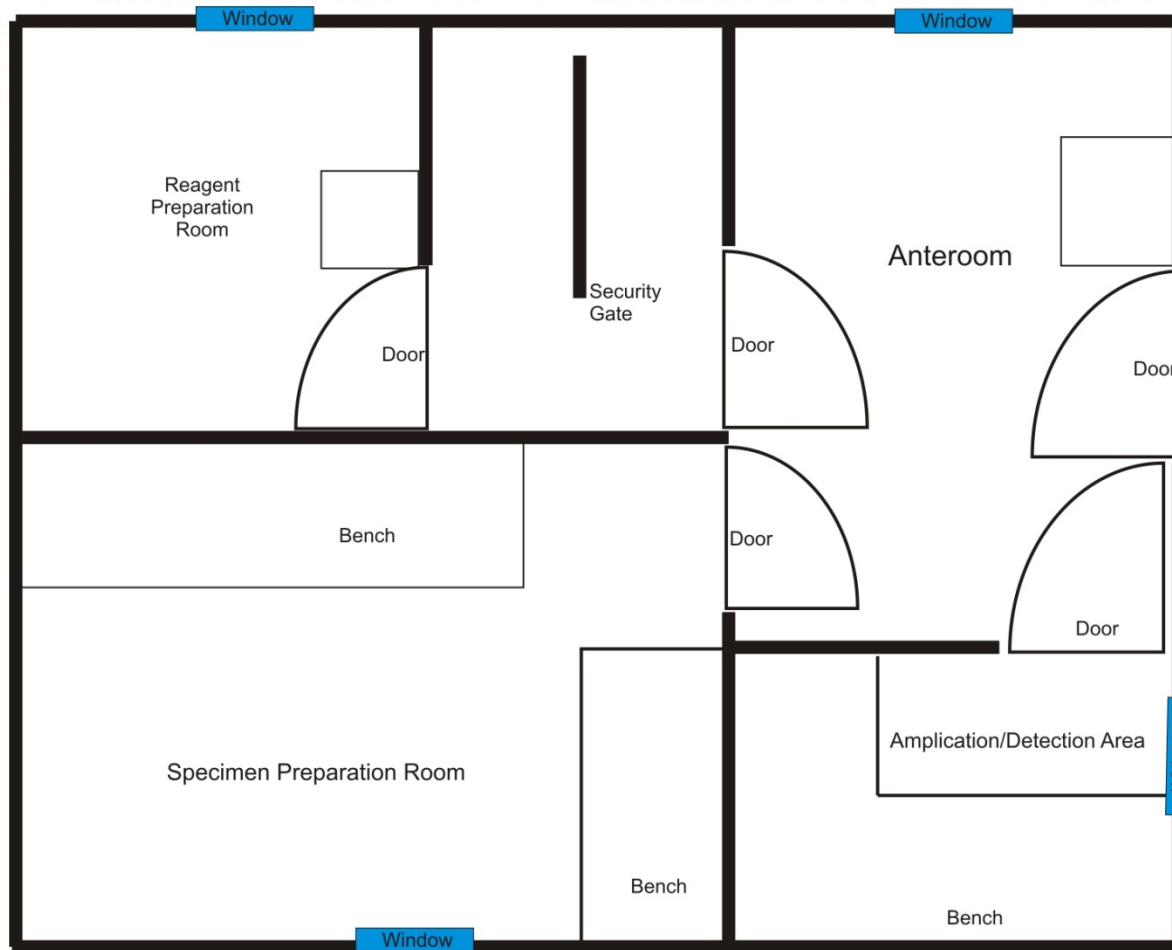 Window
Window
Reagent
Preparation
Room
Anteroom
Security
Gate
Door
Door
Door
Bench
Door
Door
Amplication/Detection Area
Specimen Preparation Room
Bench
Bench
Window